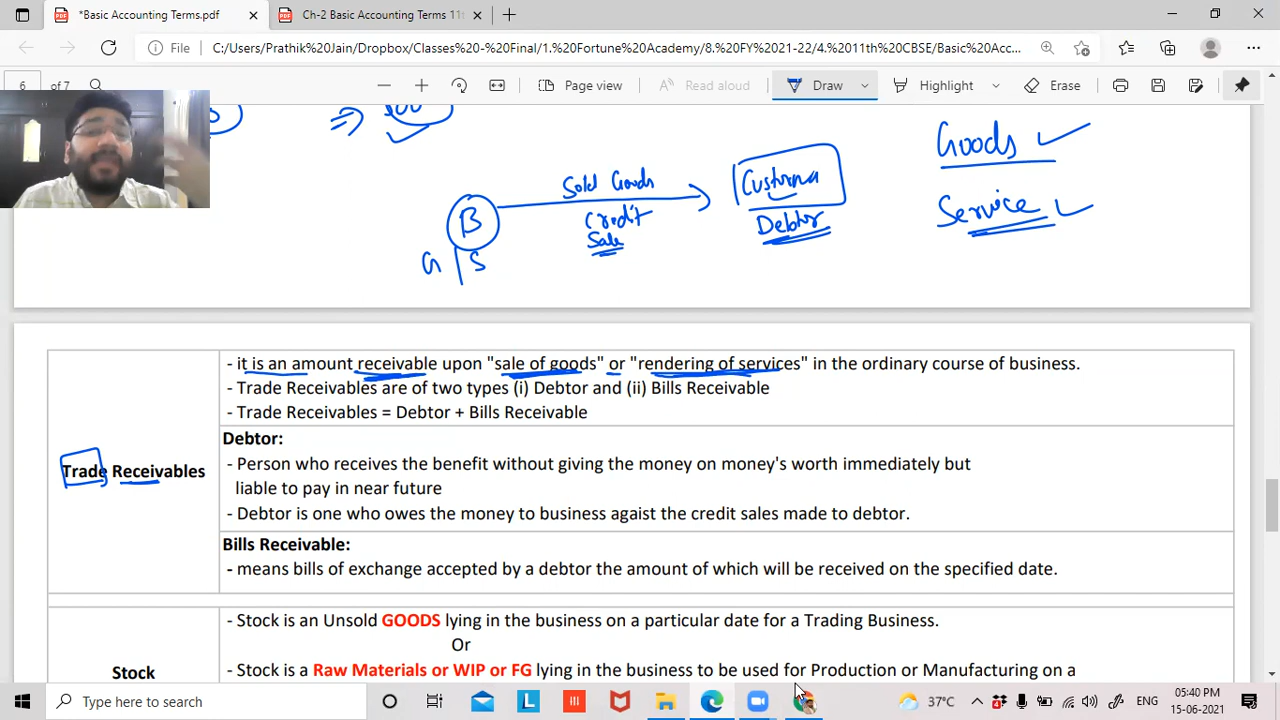 *Basic Accounting Terms.pdf
Ch-2 Basic Accounting Terms 11t
File
C:/Users/Prathik%20Jain/Dropbox/Classes%20-%20Final/1.%20Fortune%20Academy/8.%20FY%2021-22/4.%2011th%20CBSE/Basic%20Acc...
6 of 7
Page view
Read aloud
Draw
Highlight
Erase
Goods
Sold Goods
Customer
B
Credit
Sale
Debtor
Service
G S
- it is an amount receivable upon "sale of goods" or "rendering of services" in the ordinary course of business.
- Trade Receivables are of two types (i) Debtor and (ii) Bills Receivable
- Trade Receivables = Debtor + Bills Receivable
Debtor:
Trade Receivables
- Person who receives the benefit without giving the money on money's worth immediately but
liable to pay in near future
- Debtor is one who owes the money to business agaist the credit sales made to debtor.
Bills Receivable:
- means bills of exchange accepted by a debtor the amount of which will be received on the specified date.
- Stock is an Unsold GOODS lying in the business on a particular date for a Trading Business.
Or
Stock
- Stock is a Raw Materials or WIP or FG lying in the business to be used for Production or Manufacturing on a
Type here to search
37°C
ENG
05:40 PM
15-06-2021